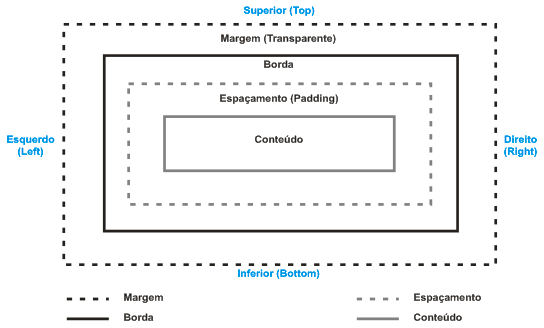 Superior (Top)
Margem (Transparente)
Borda
Espaçamento (Padding)
Conteúdo
Esquerdo
(Left)
Direito
(Right)
Inferior (Bottom)
Margem
Espaçamento
Borda
Conteúdo